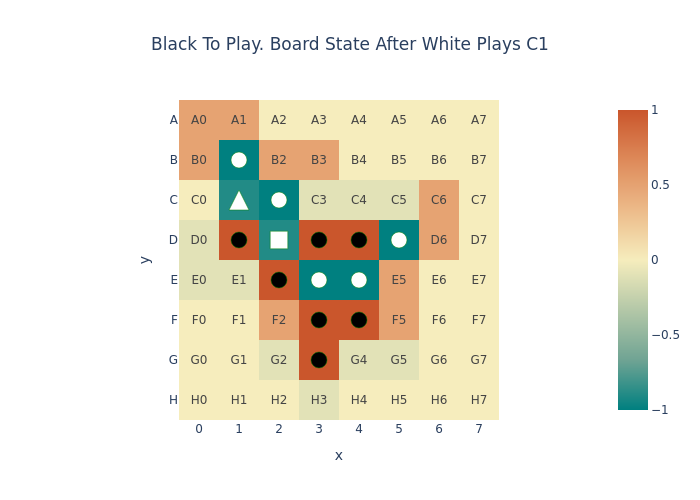 Black To Play. Board State After White Plays C1
A A0 A1 A2 A3 A4 A5 A6 A7
B B0 B2 B3 B4 B5 B6 B7
C C0 C3 C4 C5 C6 C7
D D0 D6 D7
E E0 E1 E5 E6 E7
F F0 F1 F2 F5 F6 F7
G G0 G1 G2 G4 G5 G6 G7
H H0 H1 H2 H3 H4 H5 H6 H7
0 1 2 3 4 5 6 7
x
y
1
0.5
0
−0.5
−1